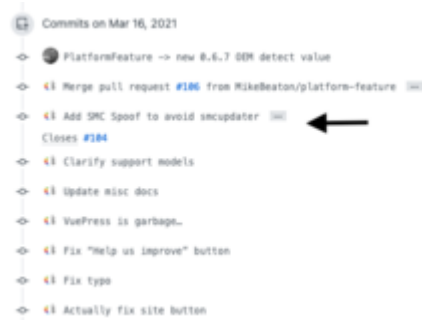 Commits on Mar 16, 2021
PlatformFeature -> new 0.6.7 OEM detect value
Merge pull request #106 from MikeBeaton/platform-feature …
Add SMC Spoof to avoid smcupdater …
Closes #104
Clarify support models
Update misc docs
VuePress is garbage…
Fix "Help us improve" button
Fix typo
Actually fix site button